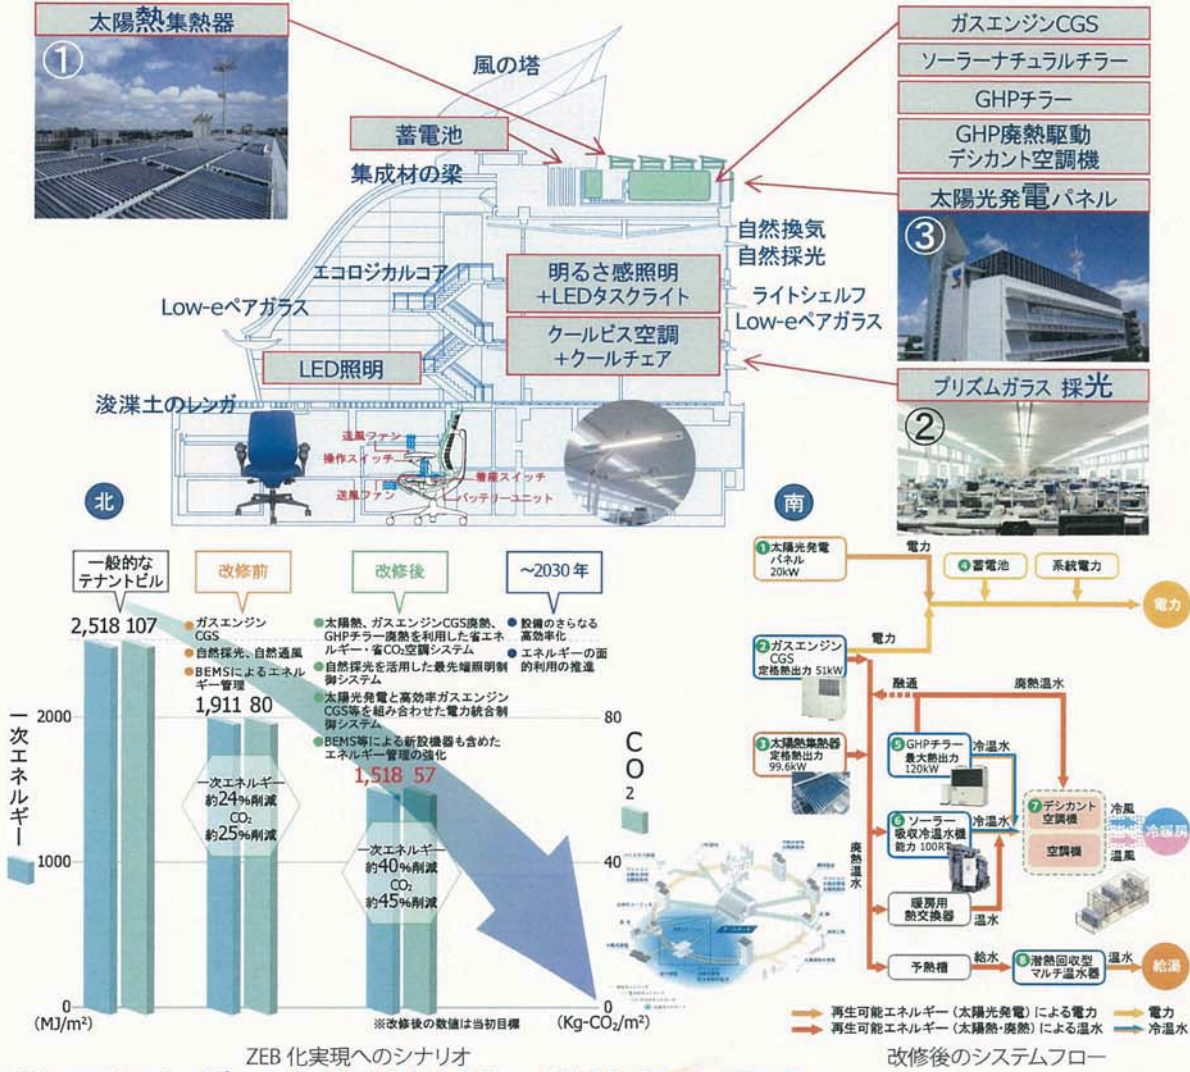 太陽熱集熱器
①
風の塔
蓄電池
集成材の梁
エコロジカルコア
Low-eペアガラス
LED照明
浚渫土のレンガ
明るさ感照明
+LEDタスクライト
クールビズ空調
+クールチェア
送風ファン
操作スイッチ
送風ファン
着座スイッチ
バッテリーユニット
北
南
ガスエンジンCGS
ソーラーナチュラルチラー
GHPチラー
GHP廃熱駆動
デシカント空調機
太陽光発電パネル
③
自然換気
自然採光
ライトシェルフ
Low-eペアガラス
プリズムガラス 採光
②
一般的な
テナントビル
2,518 107
改修前
ガスエンジン
CGS
自然採光、自然通風
BEMSによるエネル
ギー管理
1,911 80
一次エネルギー
約24%削減
CO₂
約25%削減
改修後
太陽熱、ガスエンジンCGS廃熱、
GHPチラー廃熱を利用した省エネ
ルギー・省CO₂空調システム
自然採光を活用した最先端照明制
御システム
太陽光発電と高効率ガスエンジン
CGS等を組み合わせた電力統合制
御システム
BEMS等による新設機器も含めた
エネルギー管理の強化
1,518 57
一次エネルギー
約40%削減
CO₂
約45%削減
~2030年
設備のさらなる
高効率化
エネルギーの面
的利用の推進
一次エネルギー
2000
1000
0
(MJ/m²)
CO2
80
40
0
(Kg-CO₂/m²)
※改修後の数値は当初目標
ZEB 化実現へのシナリオ
①太陽光発電
パネル
20kW
電力
④蓄電池
系統電力
電力
②ガスエンジン
CGS
定格熱出力 51kW
電力
融通
廃熱温水
③太陽熱集熱器
定格熱出力
99.6kW
⑤GHPチラー
最大熱出力
120kW
冷温水
⑥ソーラー
吸収冷温水機
能力 100RT
冷温水
⑦デシカント
空調機
空調機
冷風
温風
冷暖房
廃熱温水
暖房用
熱交換器
温水
予熱槽
給水
⑧潜熱回収型
マルチ温水器
温水
給湯
再生可能エネルギー(太陽光発電)による電力
電力
再生可能エネルギー(太陽熱・廃熱)による温水
冷温水
改修後のシステムフロー